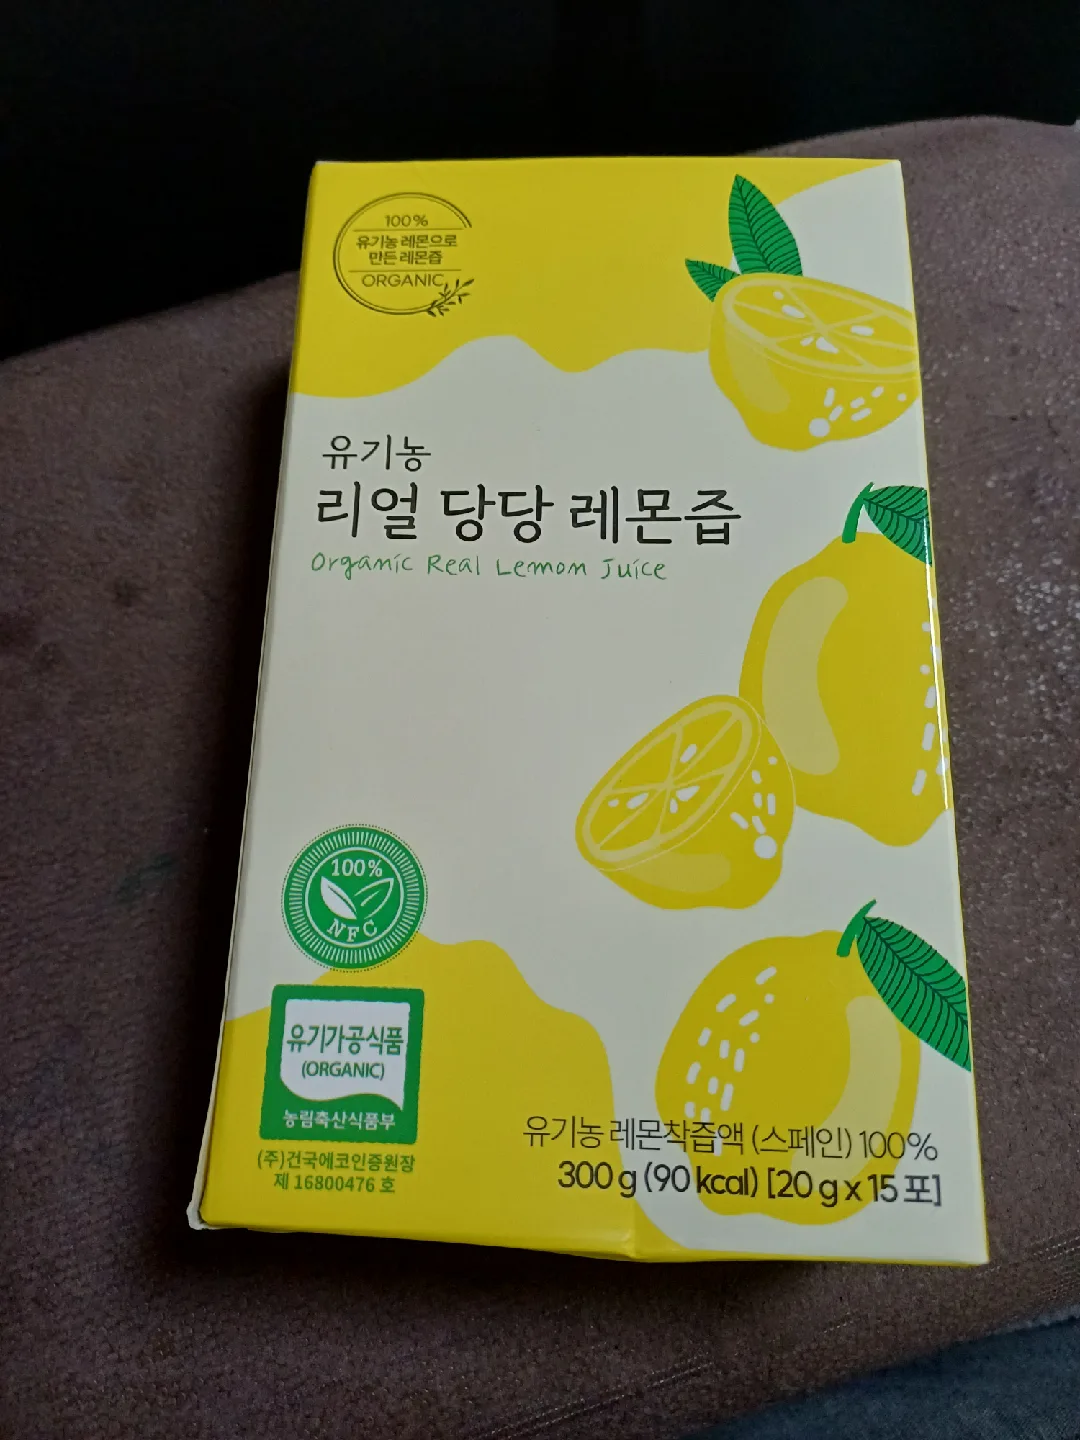 100%
유기농 레몬으로
만든 레몬즙
ORGANIC
유기농
리얼 당당 레몬즙
Organic Real Lemon Juice
100%
NFC
유기가공식품
(ORGANIC)
농림축산식품부
(주)건국에코인증원장
제 16800476 호
유기농 레몬착즙액 (스페인) 100%
300 g (90 kcal) [20 g x 15 포]